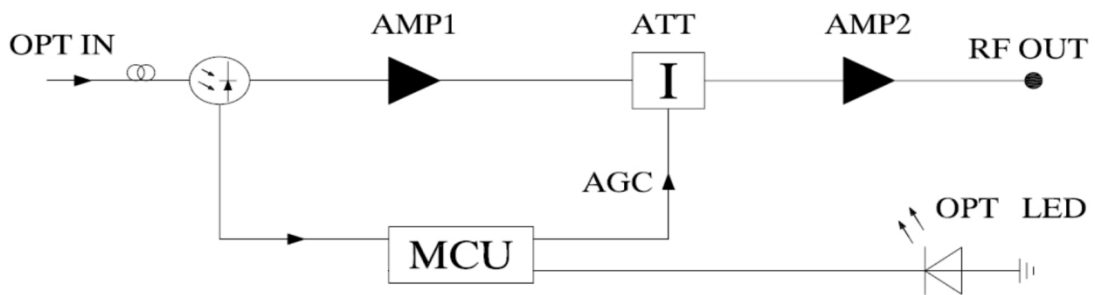 OPT IN
AMP1
ATT
AMP2
RF OUT
I
AGC
OPT LED
MCU